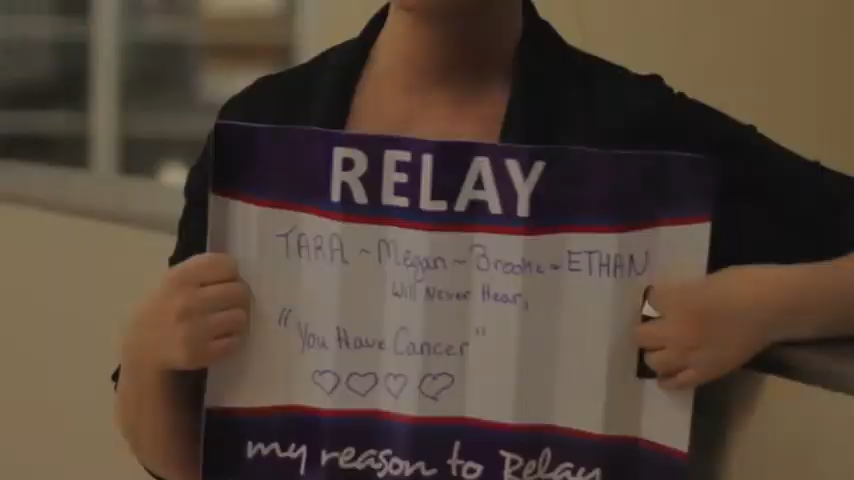 RELAY
TARA ~ Megan ~ Brooke ~ ETHAN
Will Never Hear,
"You Have Cancer"
my reason to Relay